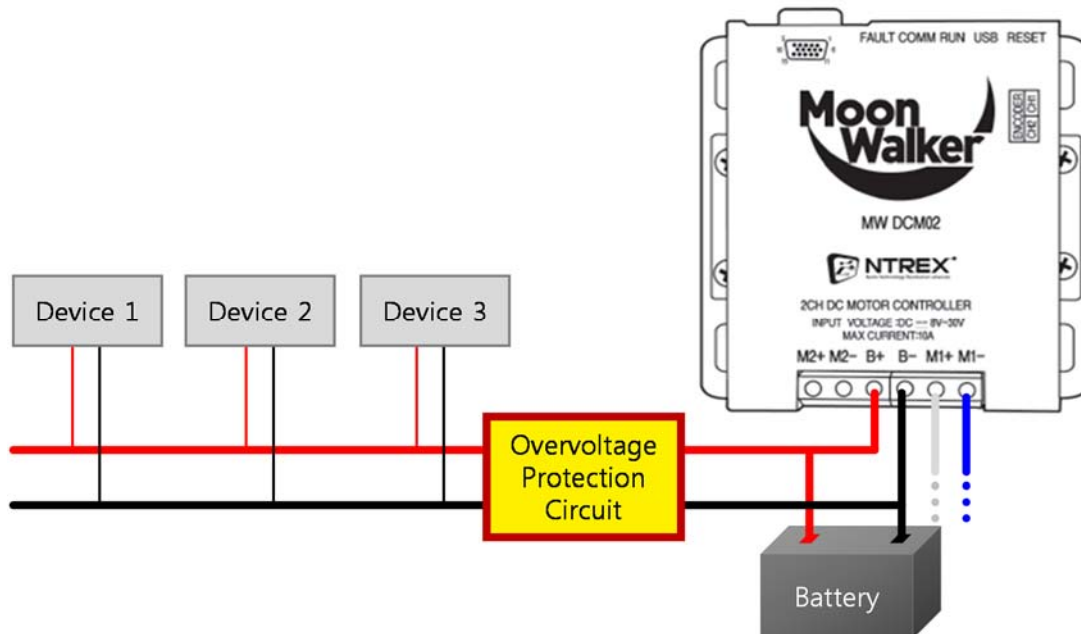 FAULT COMM RUN USB RESET
ENCODER
CH2 CH1
Moon
Walker
MW DCM02
NTREX
2CH DC MOTOR CONTROLLER
INPUT VOLTAGE :DC 8V~30V
MAX CURRENT:10A
M2+ M2- B+ B- M1+ M1-
Device 1
Device 2
Device 3
Overvoltage
Protection
Circuit
Battery